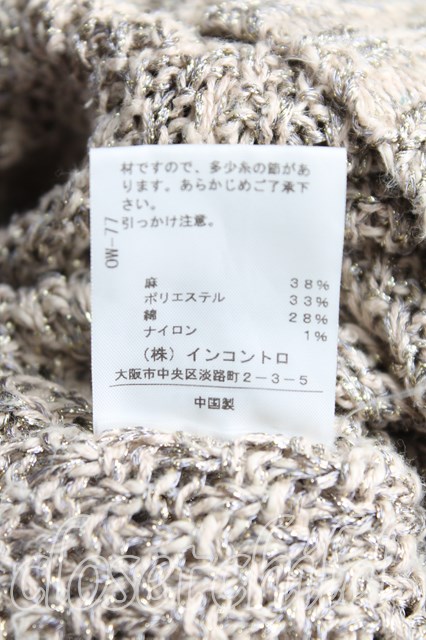 材ですので、多少糸の節があ
ります。あらかじめご了承下
さい。
引っかけ注意。
OW-77
麻 38%
ポリエステル 33%
綿 28%
ナイロン 1%
(株) インコントロ
大阪市中央区淡路町2-3-5
中国製
closet child